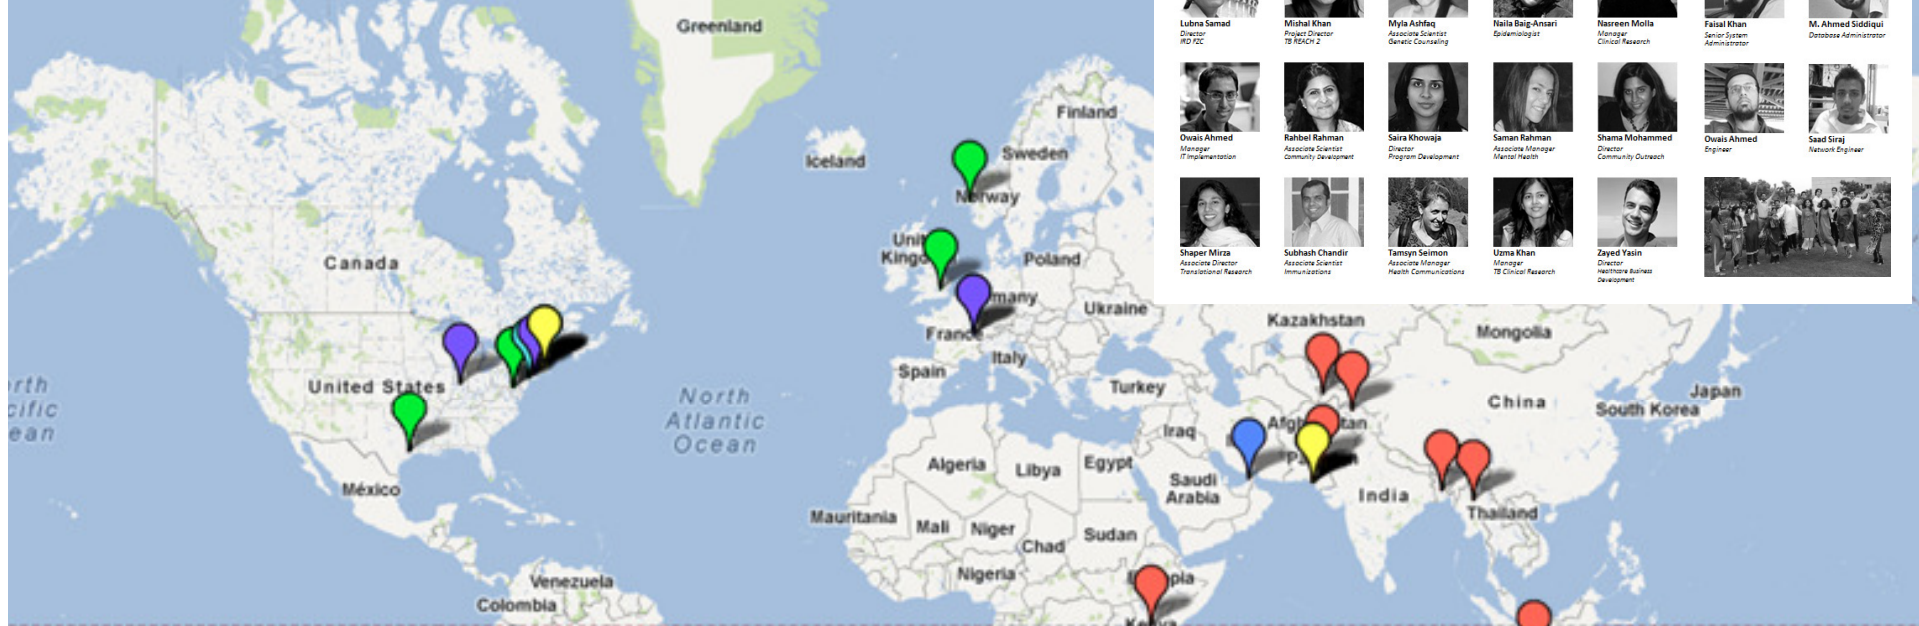 Greenland
Finland
Iceland
Sweden
Norway
Canada
Poland
Ukraine
France
Kazakhstan
Mongolia
Italy
Spain
United States
Turkey
Japan
China
South Korea
North
Atlantic
Ocean
Iraq
Algeria
Libya
Egypt
Saudi
Arabia
México
India
Mauritania
Mali
Niger
Sudan
Thailand
Chad
Nigeria
Venezuela
Colombia
Lubna Samad
Director
IRD FZC
Mishal Khan
Project Director
TB REACH 2
Myla Ashfaq
Associate Scientist
Genetic Counseling
Naila Baig-Ansari
Epidemiologist
Nasreen Molla
Manager
Clinical Research
Faisal Khan
Senior System
Administrator
M. Ahmed Siddiqui
Database Administrator
Owais Ahmed
Manager
IT Implementation
Rahbel Rahman
Associate Scientist
Community Development
Saira Khowaja
Director
Program Development
Saman Rahman
Associate Manager
Mental Health
Shama Mohammed
Director
Community Outreach
Owais Ahmed
Engineer
Saad Siraj
Network Engineer
Shaper Mirza
Associate Director
Translational Research
Subhash Chandir
Associate Scientist
Immunizations
Tamsyn Seimon
Associate Manager
Health Communications
Uzma Khan
Manager
TB Clinical Research
Zayed Yasin
Director
Healthcare Business
Development